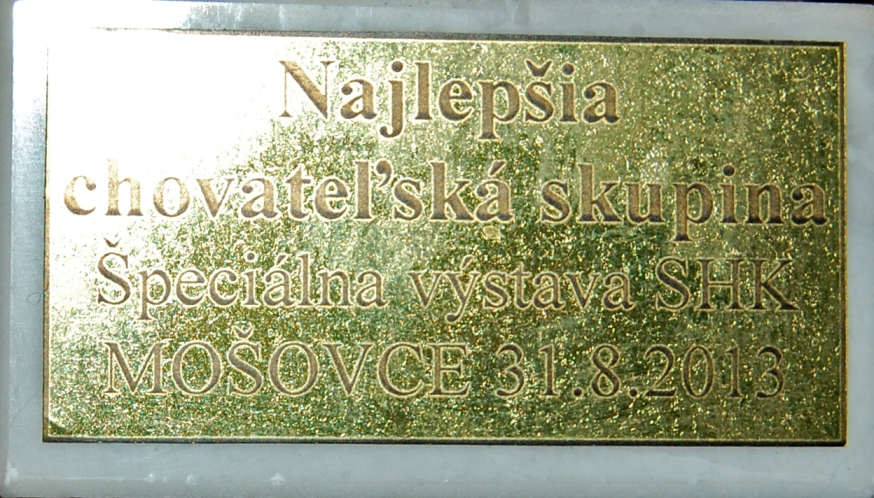 Najlepšia
chovateľská skupina
Špeciálna výstava SHK
MOŠOVCE 31.8.2013